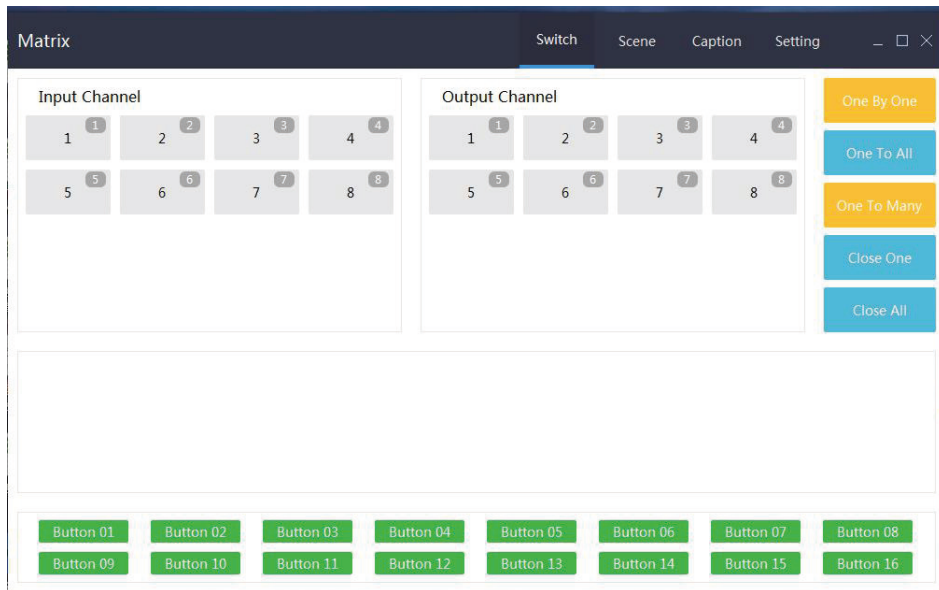 Matrix
Switch Scene Caption Setting
Input Channel
1 1 2 2 3 3 4 4
5 5 6 6 7 7 8 8
Output Channel
1 1 2 2 3 3 4 4
5 5 6 6 7 7 8 8
One By One
One To All
One To Many
Close One
Close All
Button 01 Button 02 Button 03 Button 04 Button 05 Button 06 Button 07 Button 08
Button 09 Button 10 Button 11 Button 12 Button 13 Button 14 Button 15 Button 16